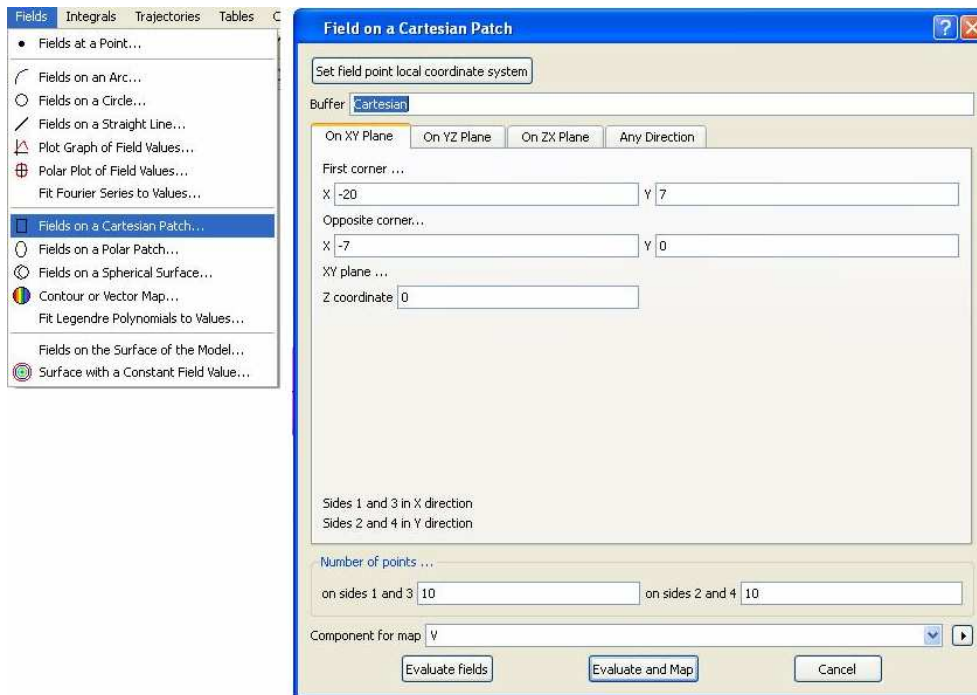 Fields Integrals Trajectories Tables
Fields at a Point...
Fields on an Arc...
Fields on a Circle...
Fields on a Straight Line...
Plot Graph of Field Values...
Polar Plot of Field Values...
Fit Fourier Series to Values...
Fields on a Cartesian Patch...
Fields on a Polar Patch...
Fields on a Spherical Surface...
Contour or Vector Map...
Fit Legendre Polynomials to Values...
Fields on the Surface of the Model...
Surface with a Constant Field Value...
Field on a Cartesian Patch
Set field point local coordinate system
Buffer Cartesian
On XY Plane On YZ Plane On ZX Plane Any Direction
First corner ...
X -20 Y 7
Opposite corner...
X -7 Y 0
XY plane ...
Z coordinate 0
Sides 1 and 3 in X direction
Sides 2 and 4 in Y direction
Number of points ...
on sides 1 and 3 10 on sides 2 and 4 10
Component for map V
Evaluate fields Evaluate and Map Cancel